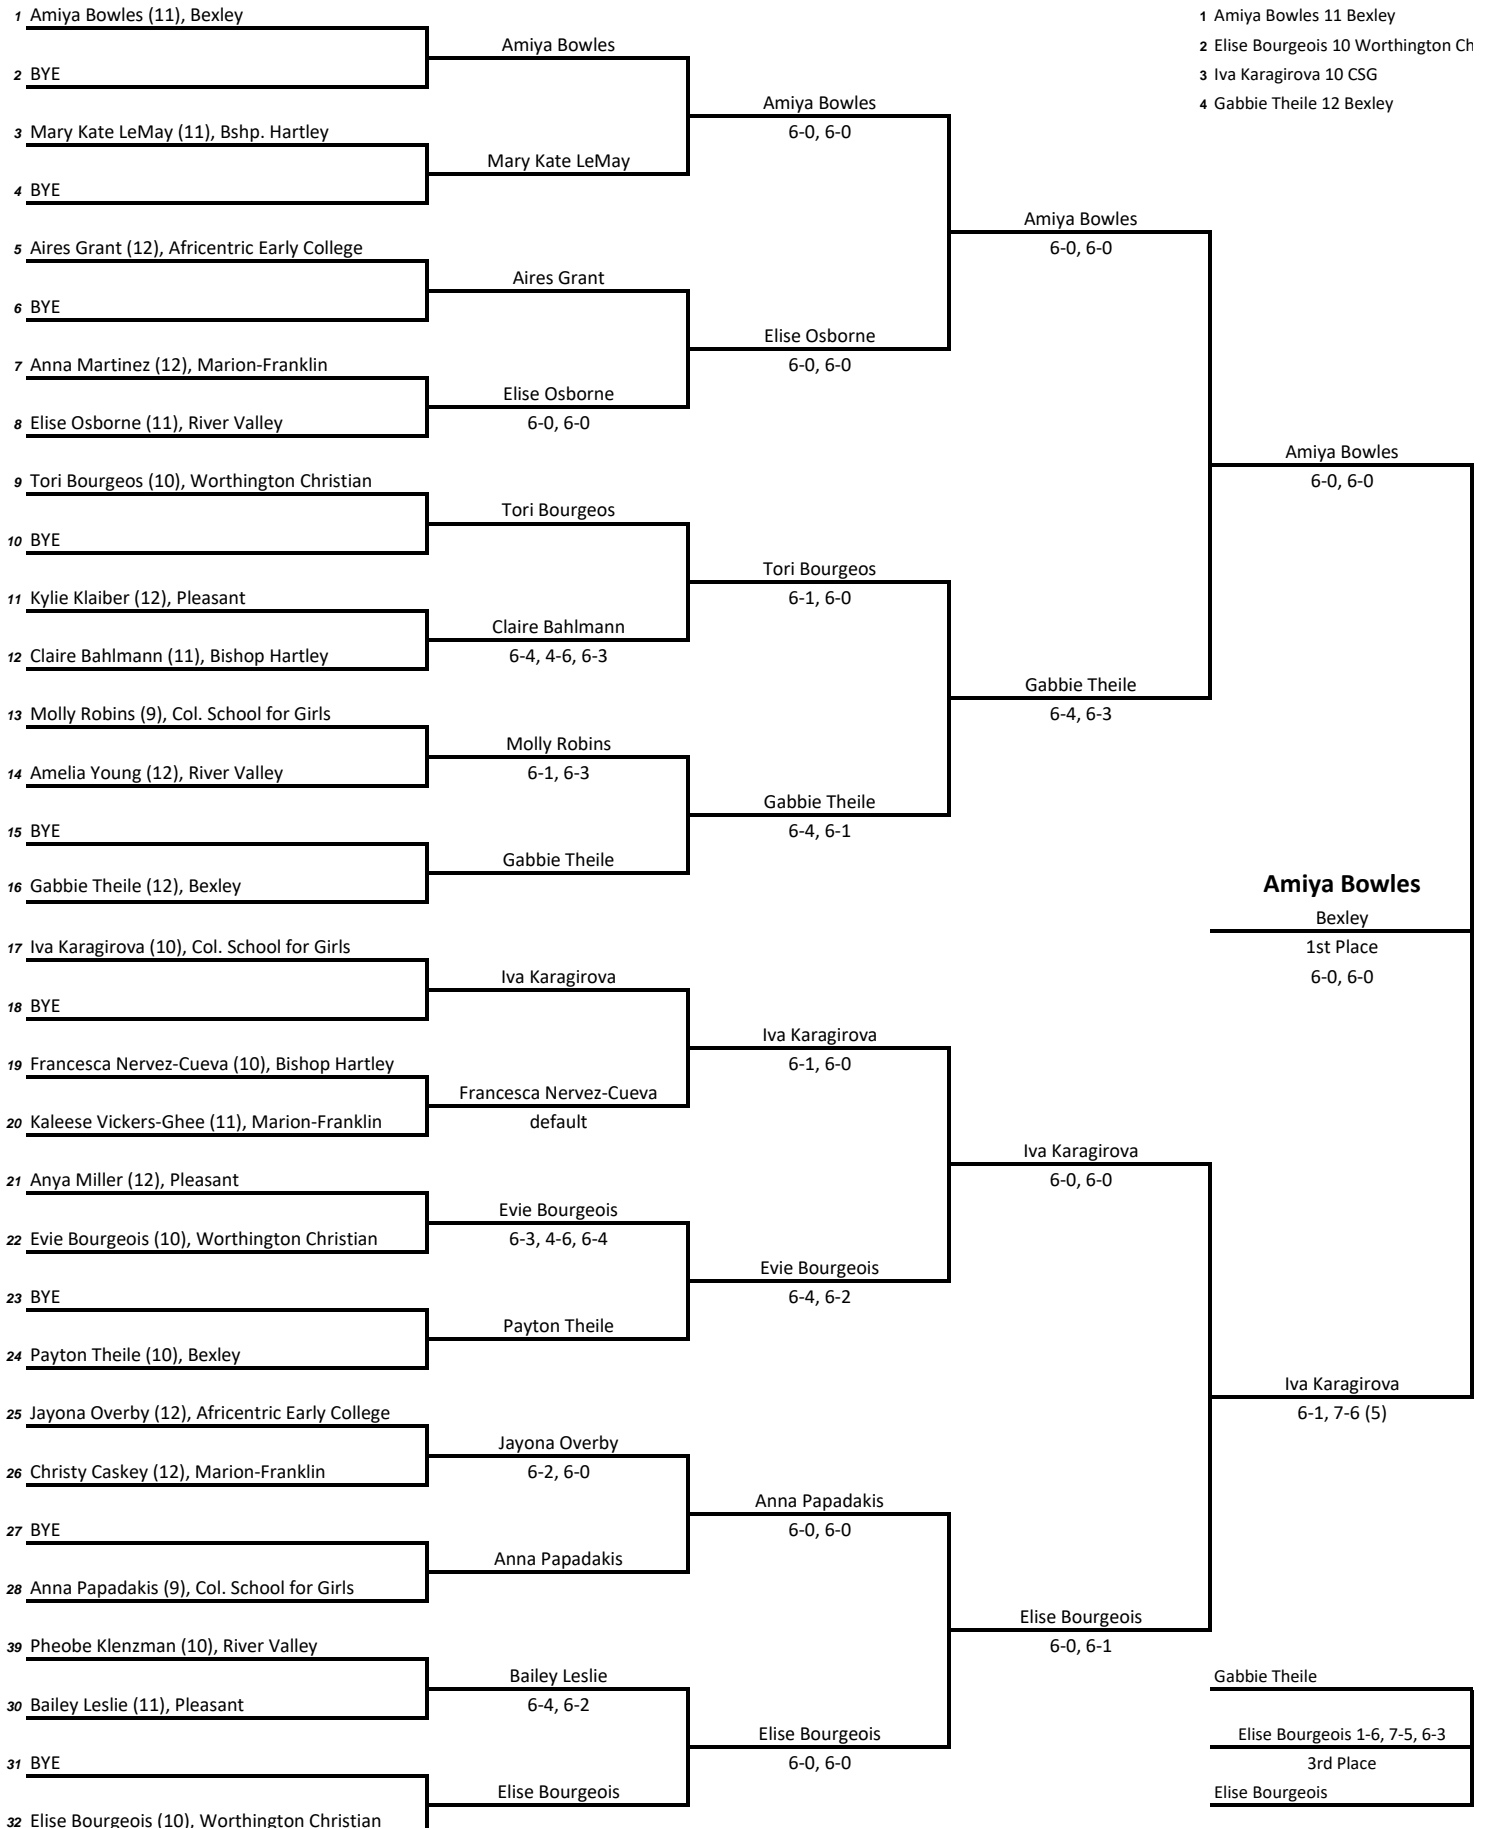 1 Amiya Bowles (11), Bexley
2 BYE
3 Mary Kate LeMay (11), Bshp. Hartley
4 BYE
5 Aires Grant (12), Africentric Early College
6 BYE
7 Anna Martinez (12), Marion-Franklin
8 Elise Osborne (11), River Valley
9 Tori Bourgeos (10), Worthington Christian
10 BYE
11 Kylie Klaiber (12), Pleasant
12 Claire Bahlmann (11), Bishop Hartley
13 Molly Robins (9), Col. School for Girls
14 Amelia Young (12), River Valley
15 BYE
16 Gabbie Theile (12), Bexley
17 Iva Karagirova (10), Col. School for Girls
18 BYE
19 Francesca Nervez-Cueva (10), Bishop Hartley
20 Kaleese Vickers-Ghee (11), Marion-Franklin
21 Anya Miller (12), Pleasant
22 Evie Bourgeois (10), Worthington Christian
23 BYE
24 Payton Theile (10), Bexley
25 Jayona Overby (12), Africentric Early College
26 Christy Caskey (12), Marion-Franklin
27 BYE
28 Anna Papadakis (9), Col. School for Girls
39 Pheobe Klenzman (10), River Valley
30 Bailey Leslie (11), Pleasant
31 BYE
32 Elise Bourgeois (10), Worthington Christian
Amiya Bowles
Mary Kate LeMay
Aires Grant
Elise Osborne
6-0, 6-0
Tori Bourgeos
Claire Bahlmann
6-4, 4-6, 6-3
Molly Robins
6-1, 6-3
Gabbie Theile
Iva Karagirova
Francesca Nervez-Cueva
default
Evie Bourgeois
6-3, 4-6, 6-4
Payton Theile
Jayona Overby
6-2, 6-0
Anna Papadakis
Bailey Leslie
6-4, 6-2
Elise Bourgeois
Amiya Bowles
6-0, 6-0
Elise Osborne
6-0, 6-0
Tori Bourgeos
6-1, 6-0
Gabbie Theile
6-4, 6-1
Iva Karagirova
6-1, 6-0
Evie Bourgeois
6-4, 6-2
Anna Papadakis
6-0, 6-0
Elise Bourgeois
6-0, 6-0
Amiya Bowles
6-0, 6-0
Gabbie Theile
6-4, 6-3
Iva Karagirova
6-0, 6-0
Elise Bourgeois
6-0, 6-1
1 Amiya Bowles 11 Bexley
2 Elise Bourgeois 10 Worthington Ch
3 Iva Karagirova 10 CSG
4 Gabbie Theile 12 Bexley
Amiya Bowles
6-0, 6-0
Amiya Bowles
Bexley
1st Place
6-0, 6-0
Iva Karagirova
6-1, 7-6 (5)
Gabbie Theile
Elise Bourgeois 1-6, 7-5, 6-3
3rd Place
Elise Bourgeois